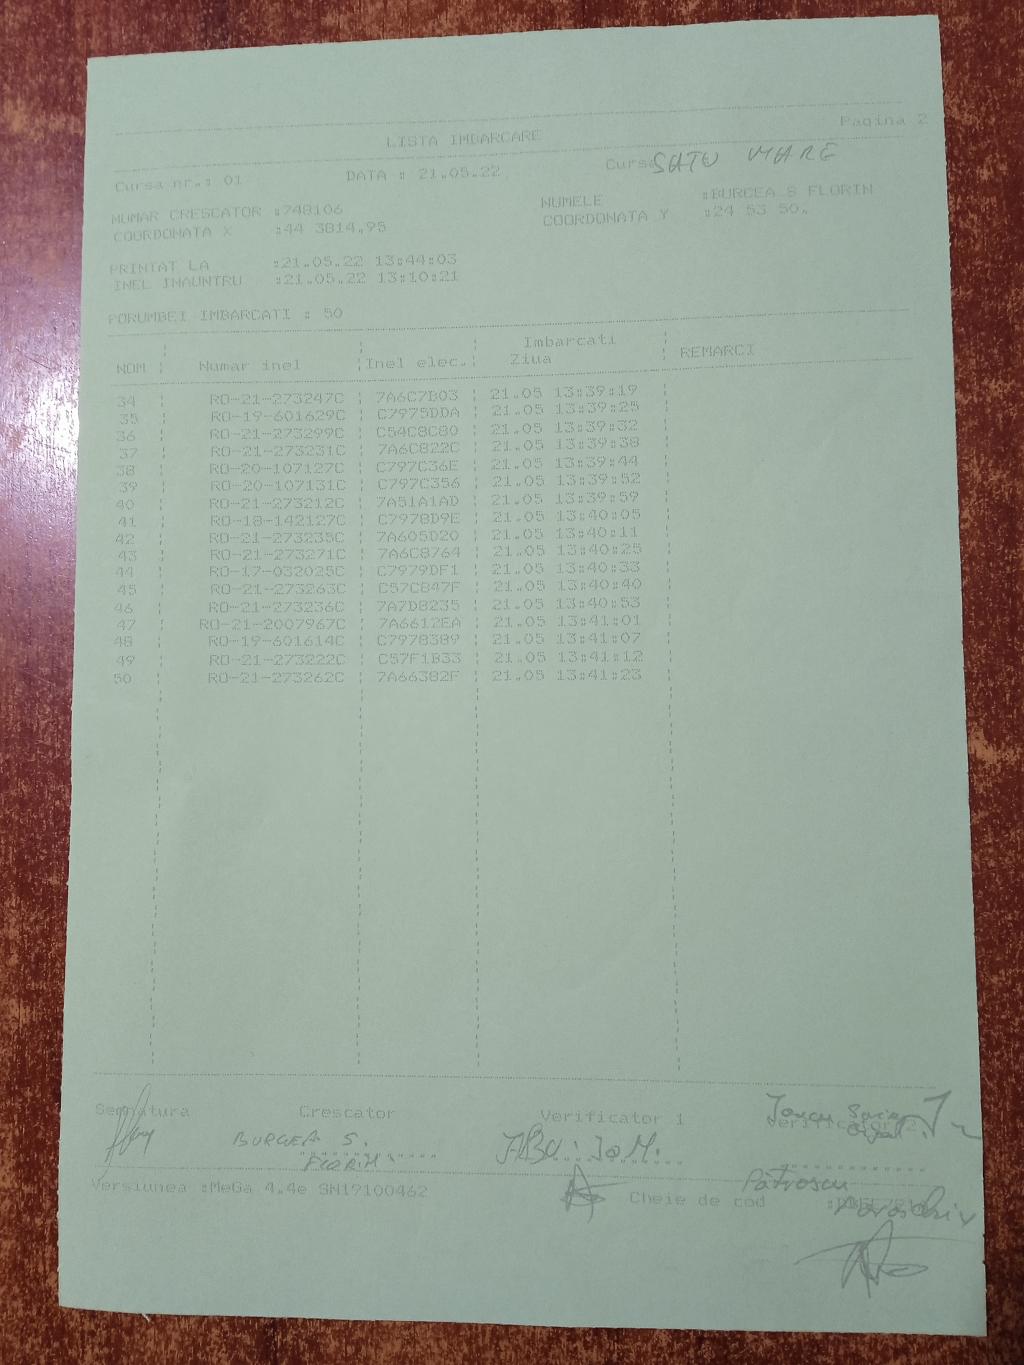 Pagina 2
LISTA IMBARCARE
Cursa nr.: 01 DATA : 21.05.22 Cursa SATU MARE
NUMAR CRESCATOR :748106 NUMELE :BURCEA S FLORIN
COORDONATA X :44 3814.95 COORDONATA Y :24 53 50.
PRINTAT LA :21.05.22 13:44:03
INEL INAUNTRU :21.05.22 13:10:21
PORUMBEI IMBARCATI : 50
NOM Numar inel Inel elec. Imbarcati Ziua REMARCI
34 RO-21-273247C 7A6C7B03 21.05 13:39:19
35 RO-19-601629C C7975DDA 21.05 13:39:25
36 RO-21-273299C C54C8C80 21.05 13:39:32
37 RO-21-273231C 7A6C822C 21.05 13:39:38
38 RO-20-107127C C797C36E 21.05 13:39:44
39 RO-20-107131C C797C356 21.05 13:39:52
40 RO-21-273212C 7A51A1AD 21.05 13:39:59
41 RO-18-142127C C7978D9E 21.05 13:40:05
42 RO-21-273235C 7A605D20 21.05 13:40:11
43 RO-21-273271C 7A6C8764 21.05 13:40:25
44 RO-17-032025C C7979DF1 21.05 13:40:33
45 RO-21-273263C C57C847F 21.05 13:40:40
46 RO-21-273236C 7A7D8235 21.05 13:40:53
47 RO-21-2007967C 7A6612EA 21.05 13:41:01
48 RO-19-601614C C7978389 21.05 13:41:07
49 RO-21-273222C C57F1B33 21.05 13:41:12
50 RO-21-273262C 7A66382F 21.05 13:41:23
Semnatura Crescator Verificator 1 Verificator 2
BURCEA S.
FLORIN
Versiunea :MeGa 4.4e SN19100462 Cheie de cod
Pătroscu